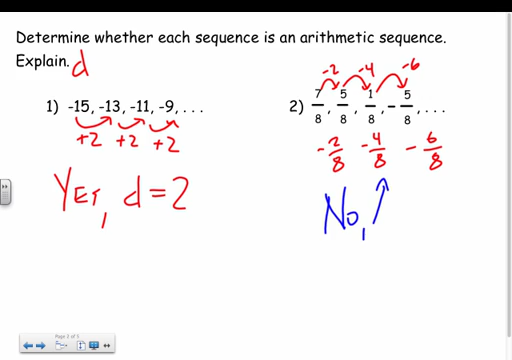 Determine whether each sequence is an arithmetic sequence.
Explain. d
1) -15, -13, -11, -9, . . .
+2 +2 +2
YES, d = 2
-2 -4 -6
2) 7/8, 5/8, 1/8, -5/8, . . .
-2/8 -4/8 -6/8
No,
Page 1 of 5